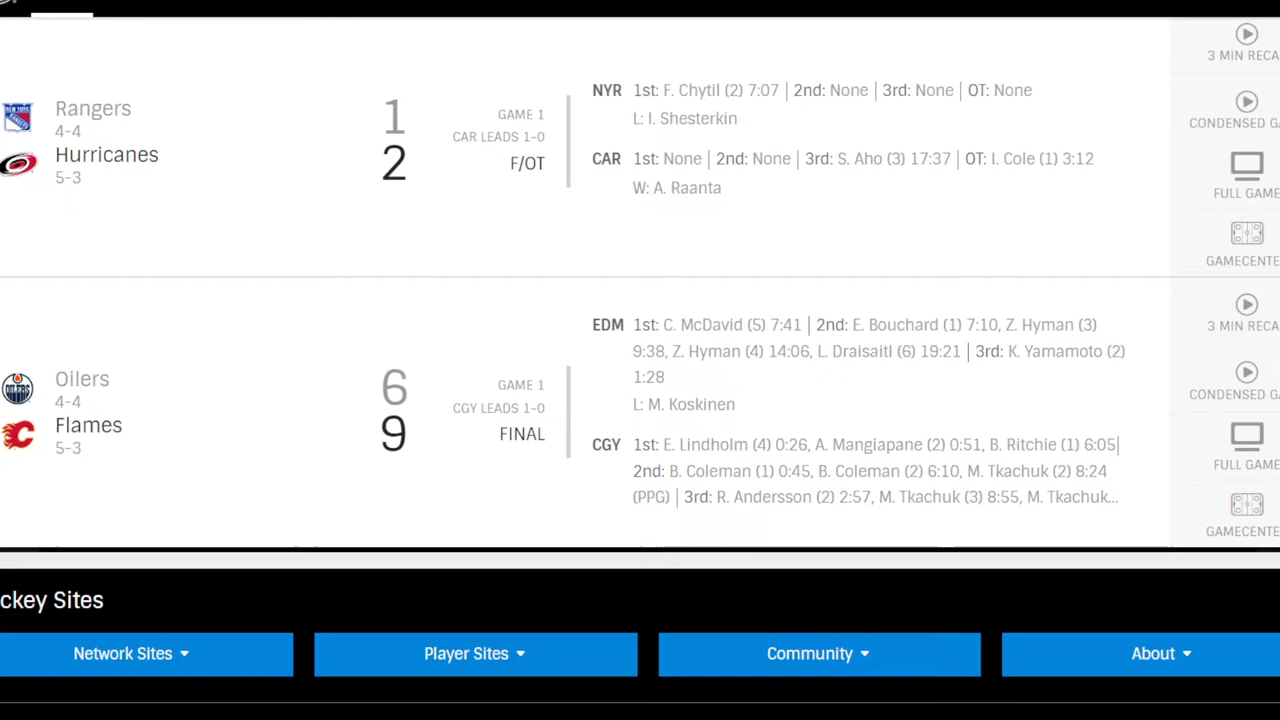 3 MIN RECA
Rangers
4-4
1
Hurricanes
5-3
2
GAME 1
CAR LEADS 1-0
F/OT
NYR 1st: F. Chytil (2) 7:07 | 2nd: None | 3rd: None | OT: None
L: I. Shesterkin
CAR 1st: None | 2nd: None | 3rd: S. Aho (3) 17:37 | OT: I. Cole (1) 3:12
W: A. Raanta
CONDENSED GA
FULL GAME
GAMECENTE
3 MIN RECA
Oilers
4-4
6
Flames
5-3
9
GAME 1
CGY LEADS 1-0
FINAL
EDM 1st: C. McDavid (5) 7:41 | 2nd: E. Bouchard (1) 7:10, Z. Hyman (3)
9:38, Z. Hyman (4) 14:06, L. Draisaitl (6) 19:21 | 3rd: K. Yamamoto (2)
1:28
L: M. Koskinen
CGY 1st: E. Lindholm (4) 0:26, A. Mangiapane (2) 0:51, B. Ritchie (1) 6:05|
2nd: B. Coleman (1) 0:45, B. Coleman (2) 6:10, M. Tkachuk (2) 8:24
(PPG) | 3rd: R. Andersson (2) 2:57, M. Tkachuk (3) 8:55, M. Tkachuk...
CONDENSED GA
FULL GAME
GAMECENTE
ckey Sites
Network Sites
Player Sites
Community
About